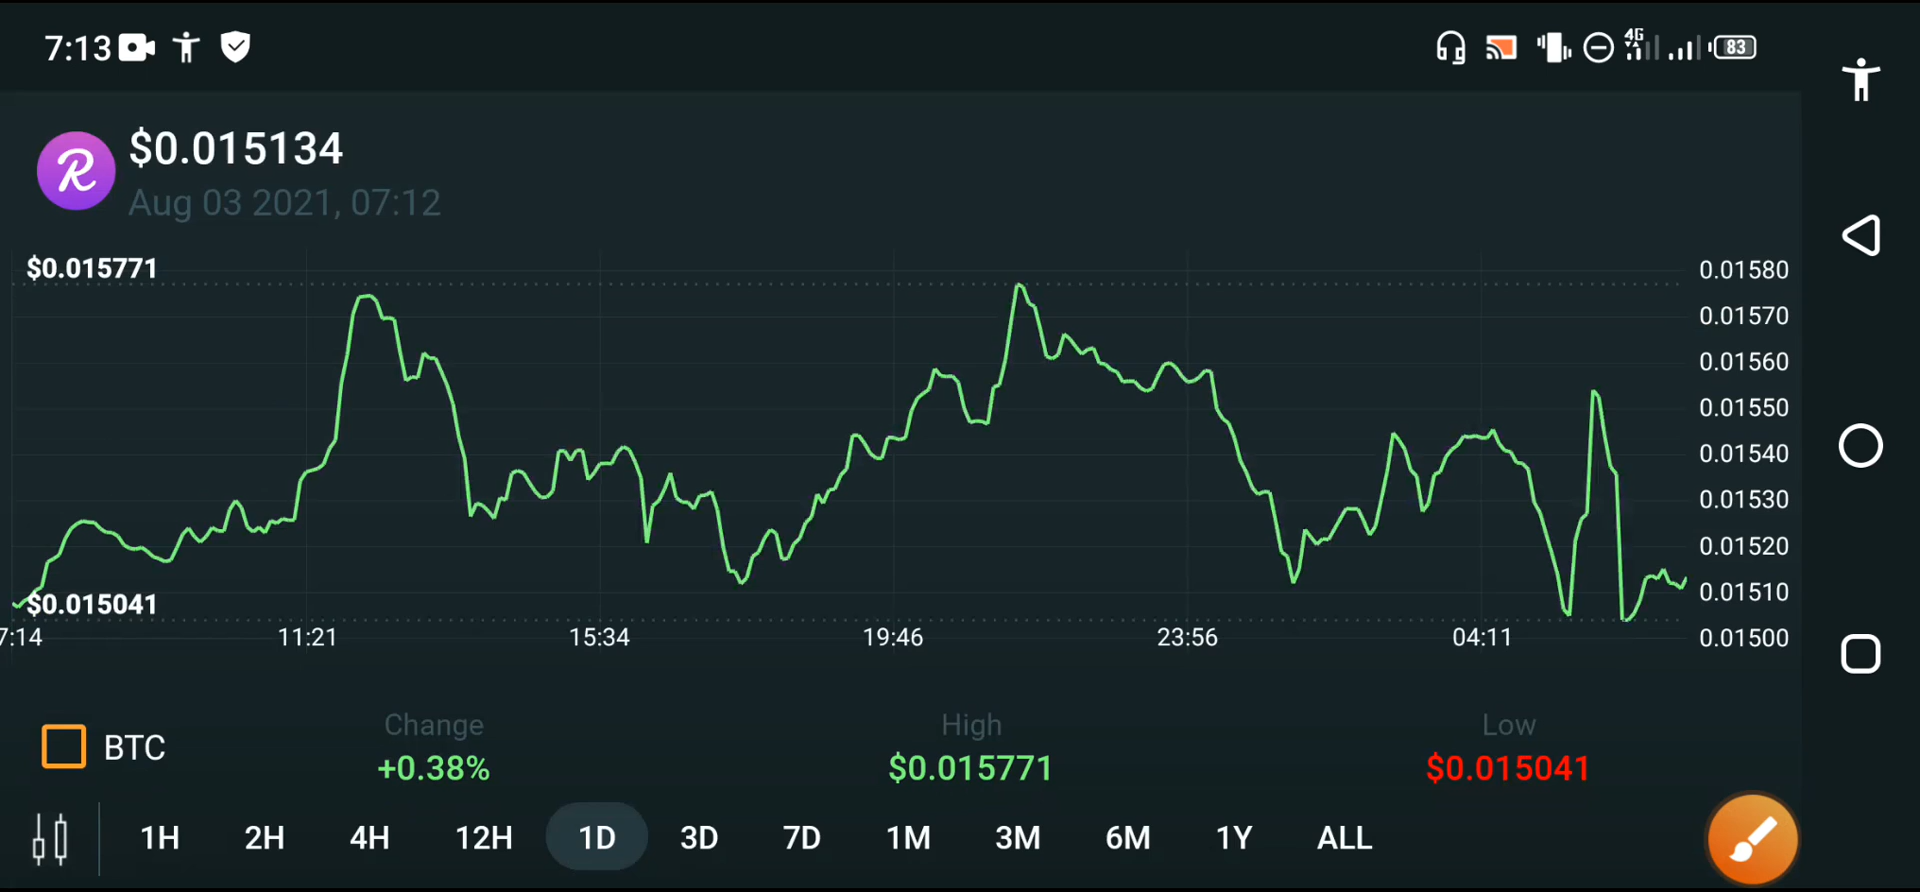 7:13
4G
83
R
$0.015134
Aug 03 2021, 07:12
$0.015771
0.01580
0.01570
0.01560
0.01550
0.01540
0.01530
0.01520
0.01510
0.01500
$0.015041
7:14 11:21 15:34 19:46 23:56 04:11
BTC
Change
+0.38%
High
$0.015771
Low
$0.015041
1H 2H 4H 12H 1D 3D 7D 1M 3M 6M 1Y ALL